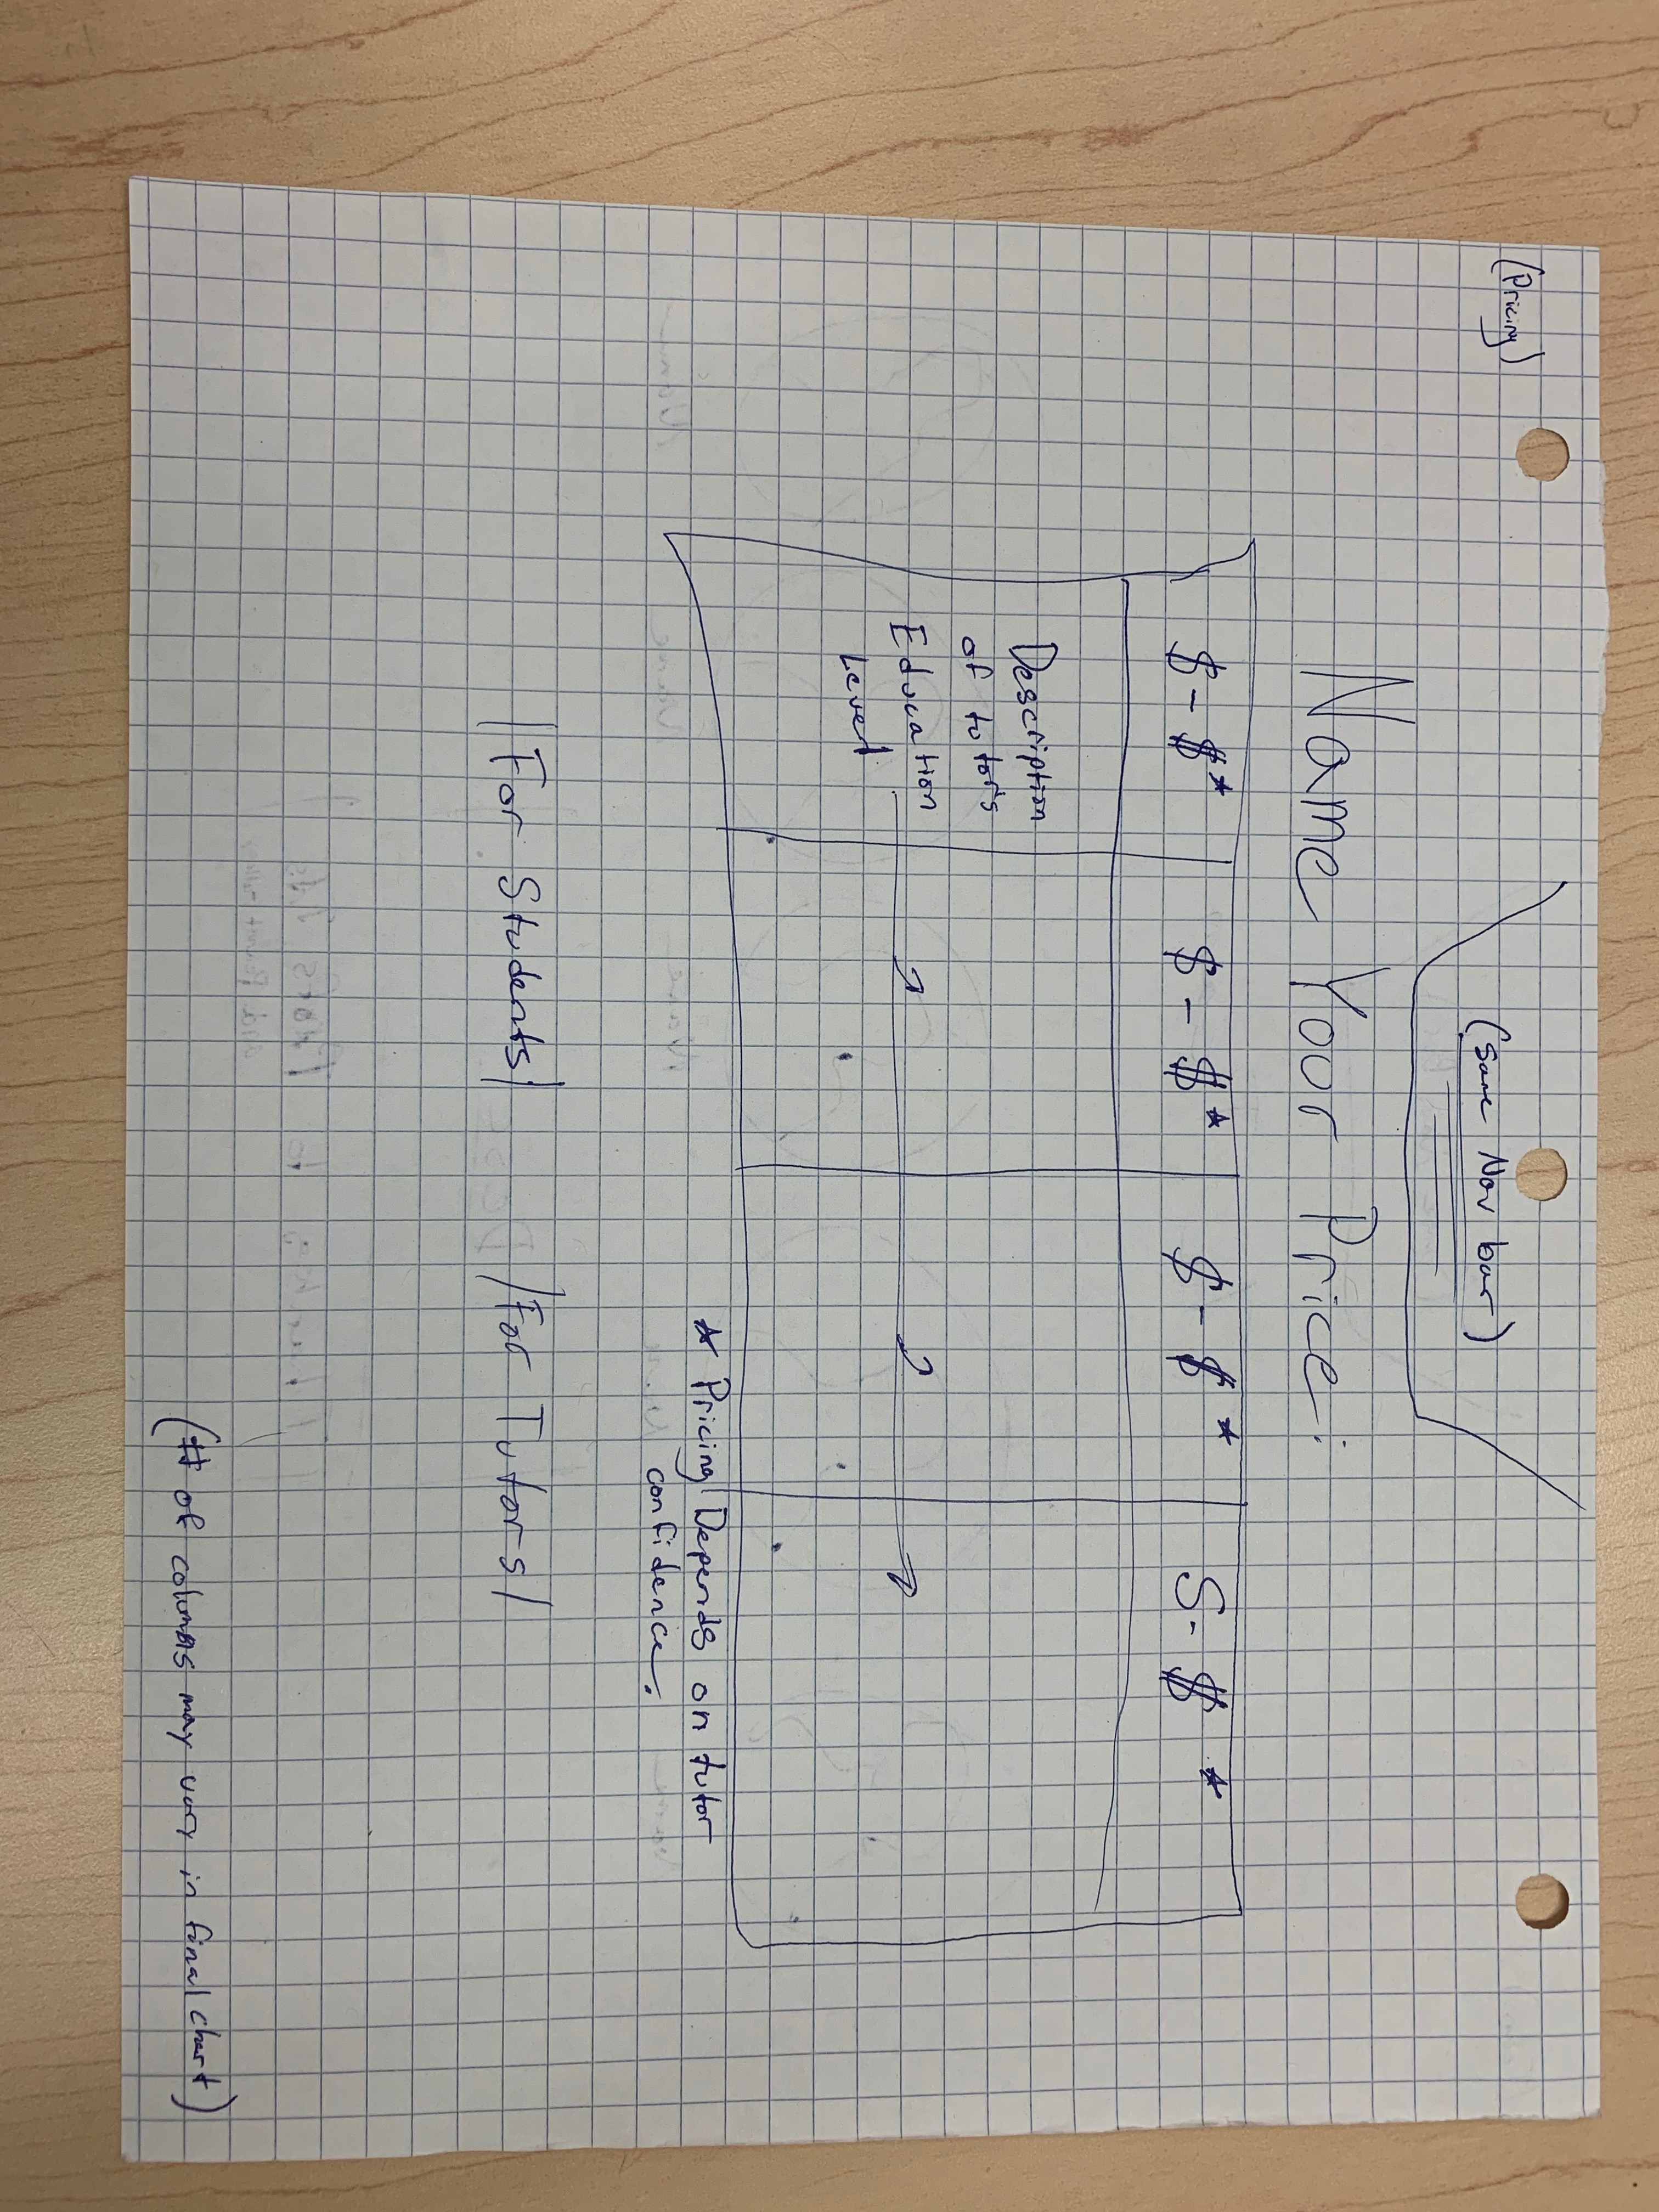 (Pricing)
(Same Nav bar)
Name Your Price:
$-$*
$-$*
$-$*
$-$*
Description
of tutor's
Education
Level
* Pricing Depends on tutor
confidence.
|For Students|
|For Tutors|
(# of columns may vary in final chart)